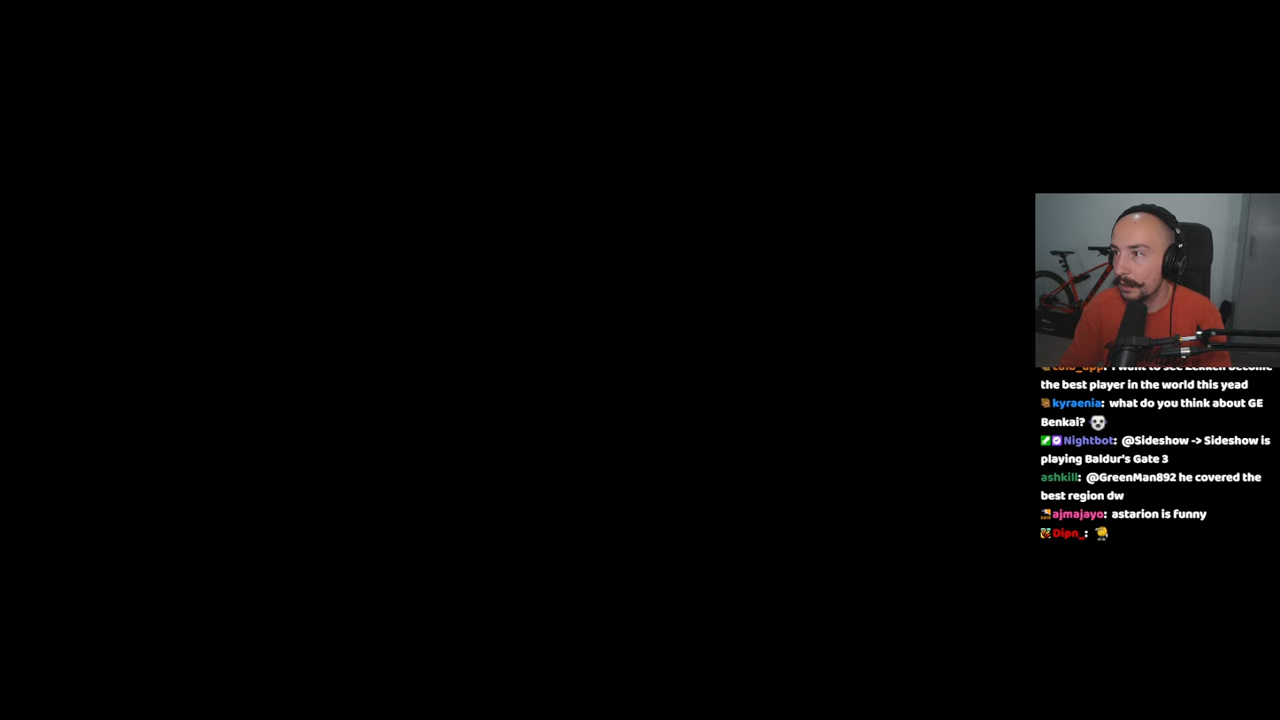 the best player in the world this yead
kyraenia: what do you think about GE
Benkai?
Nightbot: @Sideshow -> Sideshow is
playing Baldur's Gate 3
ashkill: @GreenMan892 he covered the
best region dw
ajmajayo: astarion is funny
Dipn_: